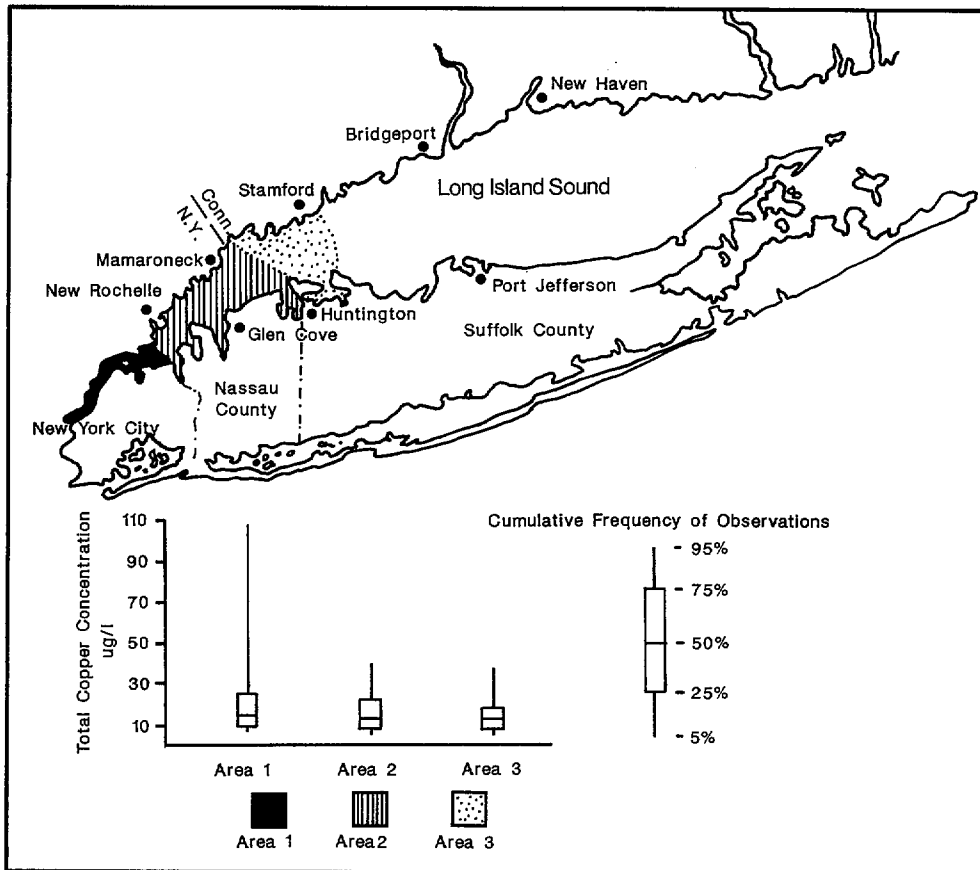 New Haven
Bridgeport
Long Island Sound
Stamford
Conn.
N.Y.
Mamaroneck
New Rochelle
Port Jefferson
Huntington
Glen Cove
Suffolk County
Nassau
County
New York City
Total Copper Concentration
ug/l
110
90
70
50
30
10
Area 1
Area 2
Area 3
Cumulative Frequency of Observations
95%
75%
50%
25%
5%
Area 1
Area2
Area 3